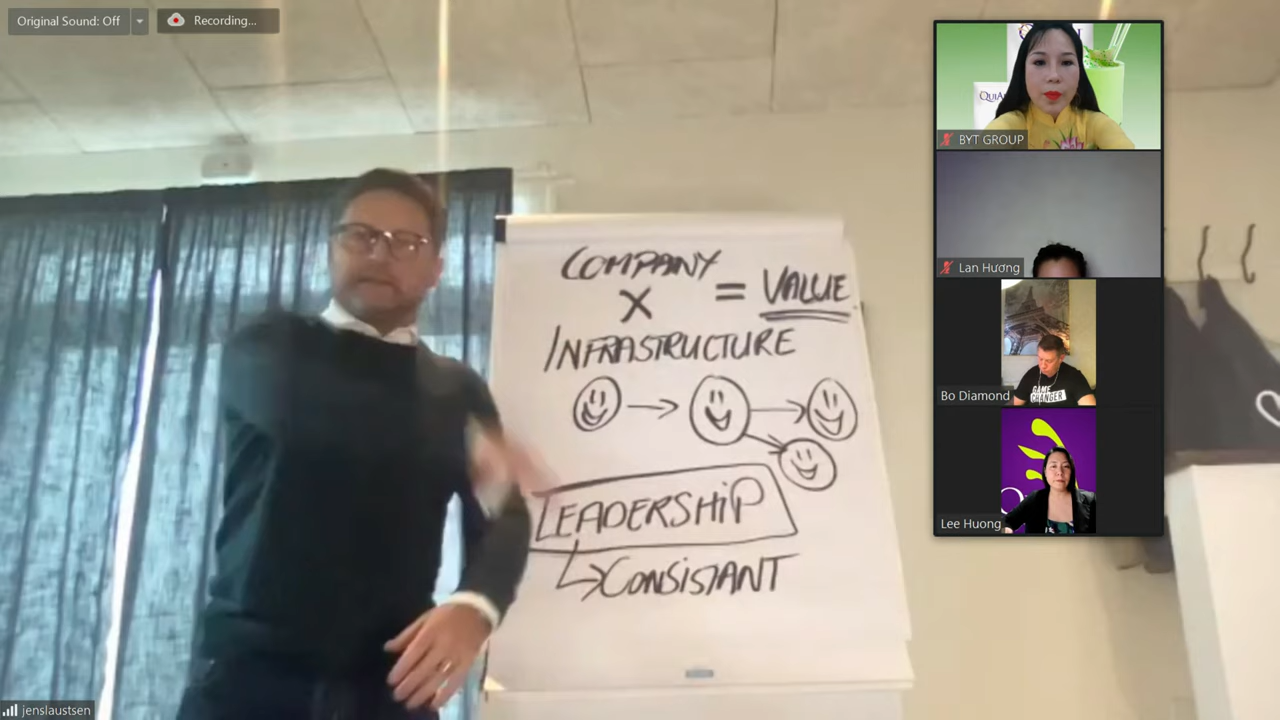 Original Sound: Off
Recording...
BYT GROUP
Lan Hương
Bo Diamond
GAME
CHANGER
Lee Huong
COMPANY
X
= VALUE
INFRASTRUCTURE
LEADERSHIP
CONSISTANT
jenslaustsen